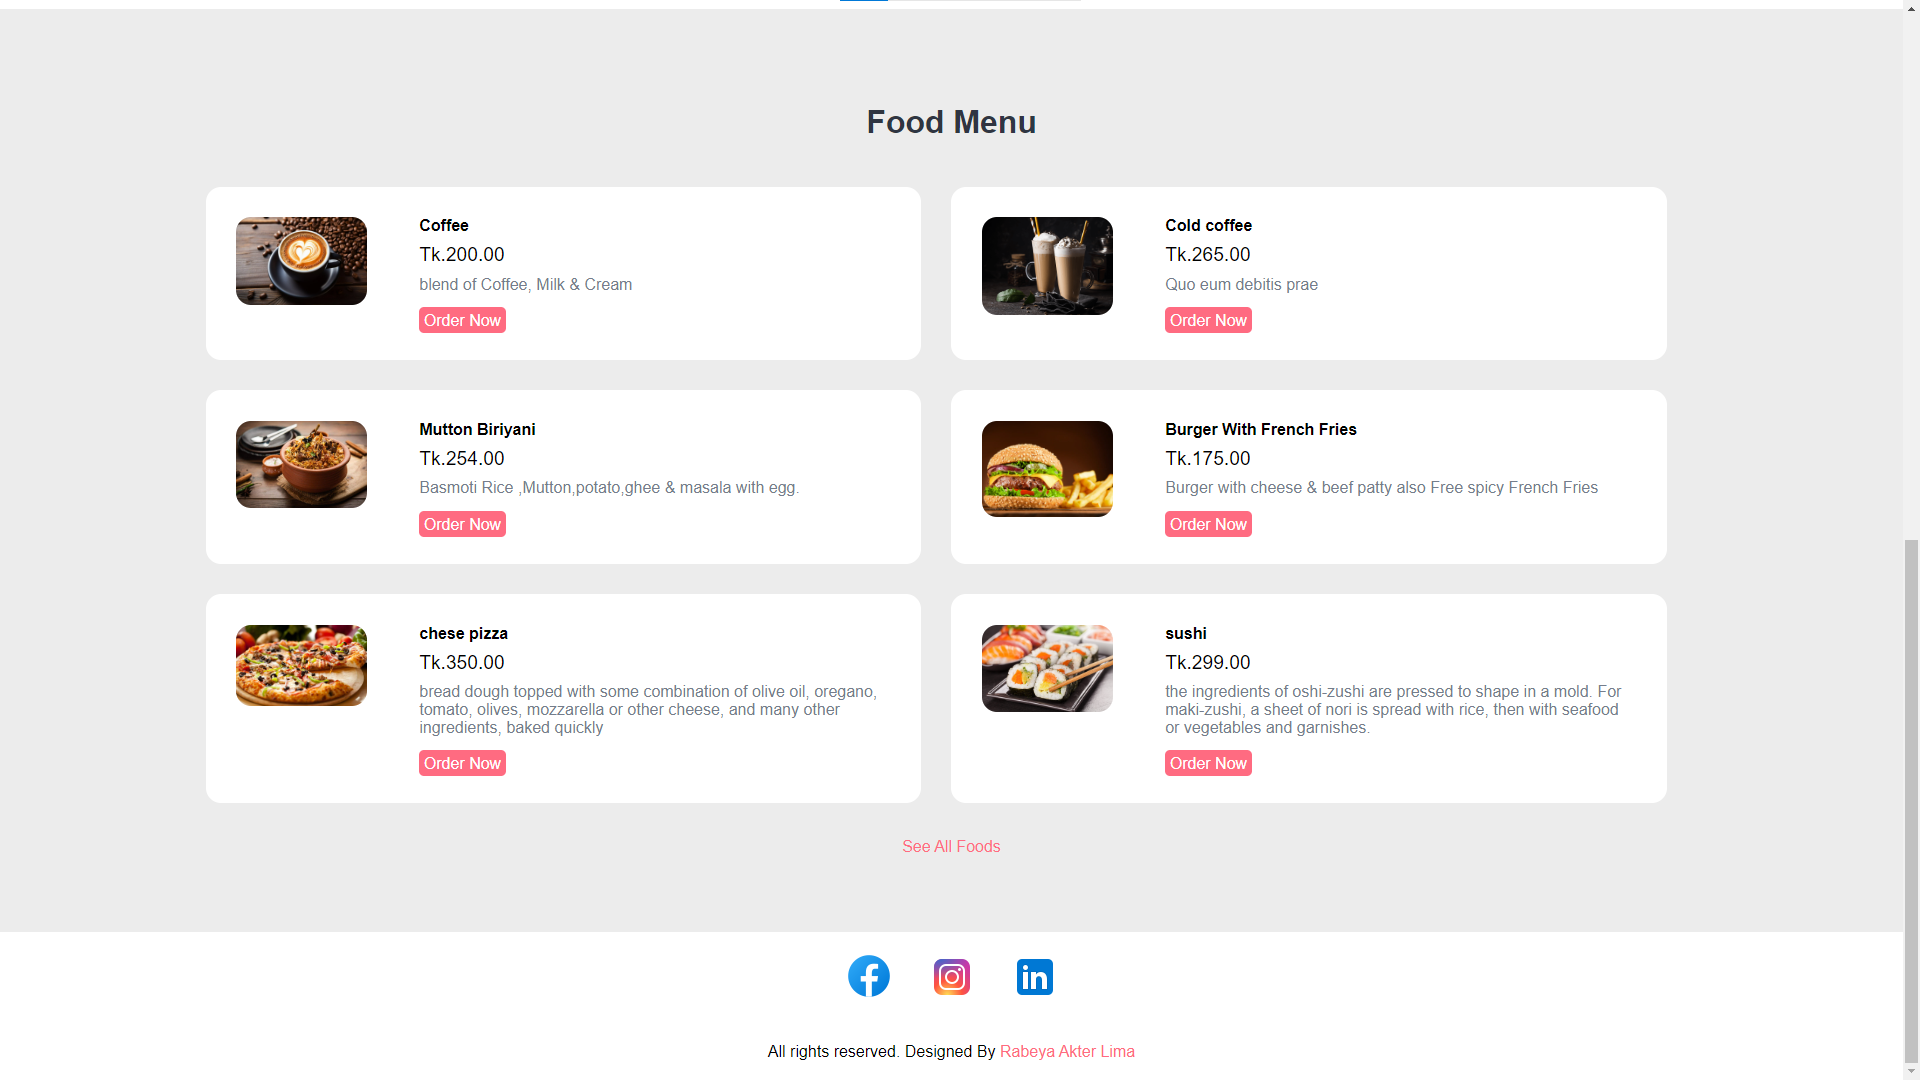 Food Menu
Coffee
Tk.200.00
blend of Coffee, Milk & Cream
Order Now
Cold coffee
Tk.265.00
Quo eum debitis prae
Order Now
Mutton Biriyani
Tk.254.00
Basmoti Rice ,Mutton,potato,ghee & masala with egg.
Order Now
Burger With French Fries
Tk.175.00
Burger with cheese & beef patty also Free spicy French Fries
Order Now
chese pizza
Tk.350.00
bread dough topped with some combination of olive oil, oregano,
tomato, olives, mozzarella or other cheese, and many other
ingredients, baked quickly
Order Now
sushi
Tk.299.00
the ingredients of oshi-zushi are pressed to shape in a mold. For
maki-zushi, a sheet of nori is spread with rice, then with seafood
or vegetables and garnishes.
Order Now
See All Foods
All rights reserved. Designed By Rabeya Akter Lima